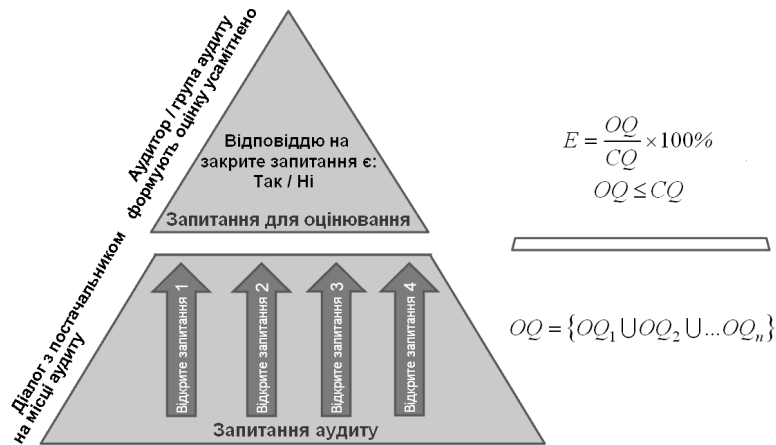 Аудитор / група аудиту
формують оцінку усамітнено
Відповіддю на
закрите запитання є:
Так / Ні
Запитання для оцінювання
Діалог з постачальником
на місці аудиту
Відкрите запитання 1
Відкрите запитання 2
Відкрите запитання 3
Відкрите запитання 4
Запитання аудиту
E = OQ / CQ × 100%
OQ ≤ CQ
OQ = {OQ₁ ⋃ OQ₂ ⋃ ...OQₙ}